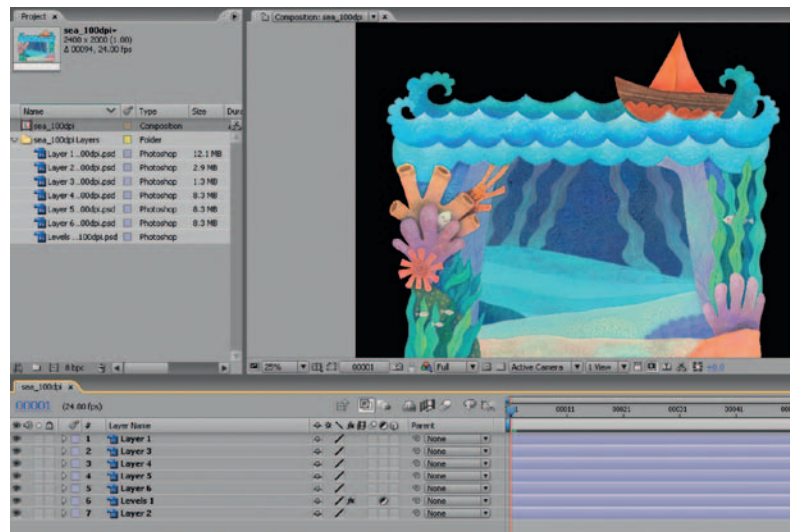 Project
sea_100dpi
2400 x 2000 (1.00)
Δ 00094, 24.00 fps
Name Type Size Dura
sea_100dpi Composition
sea_100dpi Layers Folder
Layer 1 ..00dpi.psd Photoshop 12.1 MB
Layer 2 ..00dpi.psd Photoshop 2.9 MB
Layer 3 ..00dpi.psd Photoshop 1.3 MB
Layer 4 ..00dpi.psd Photoshop 8.3 MB
Layer 5 ..00dpi.psd Photoshop 8.3 MB
Layer 6 ..00dpi.psd Photoshop 8.3 MB
Levels ...100dpi.psd Photoshop
8 bpc
Composition: sea_100dpi
25% 00001 Full Active Camera 1 View +0.0
sea_100dpi
00001 (24.00 fps)
# Layer Name Parent
00011 00021 00031 00041
1 Layer 1 None
2 Layer 3 None
3 Layer 4 None
4 Layer 5 None
5 Layer 6 None
6 Levels 1 None
7 Layer 2 None